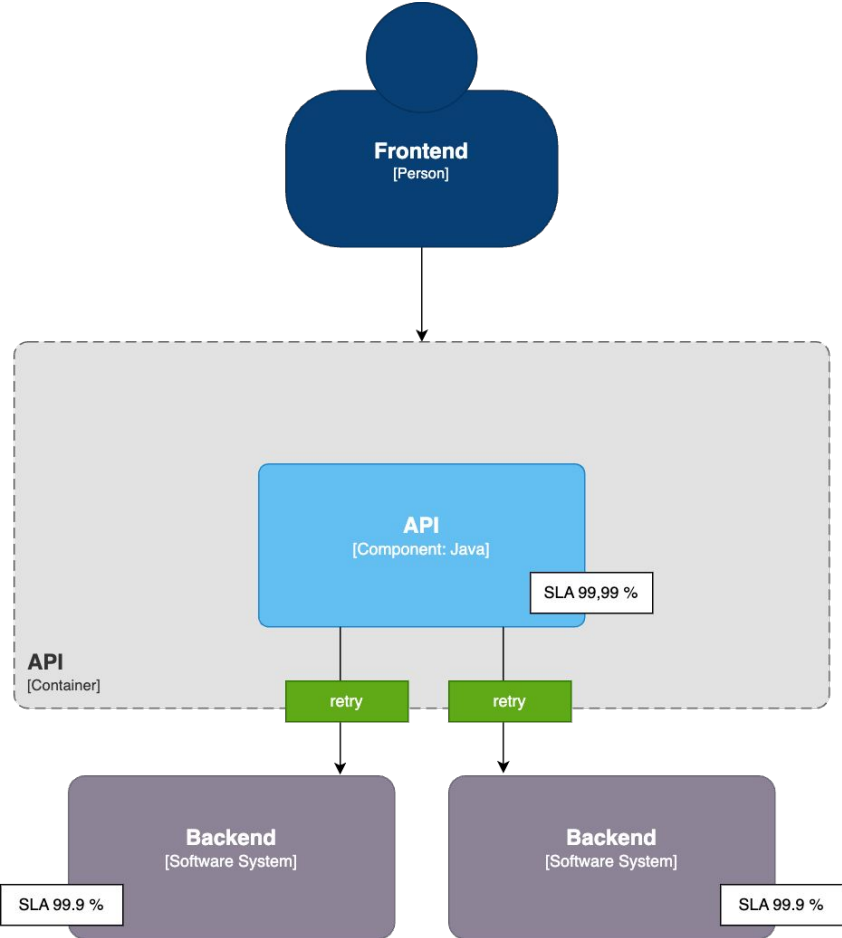 Frontend
[Person]
API
[Component: Java]
SLA 99,99 %
API
[Container]
retry
retry
Backend
[Software System]
SLA 99.9 %
Backend
[Software System]
SLA 99.9 %